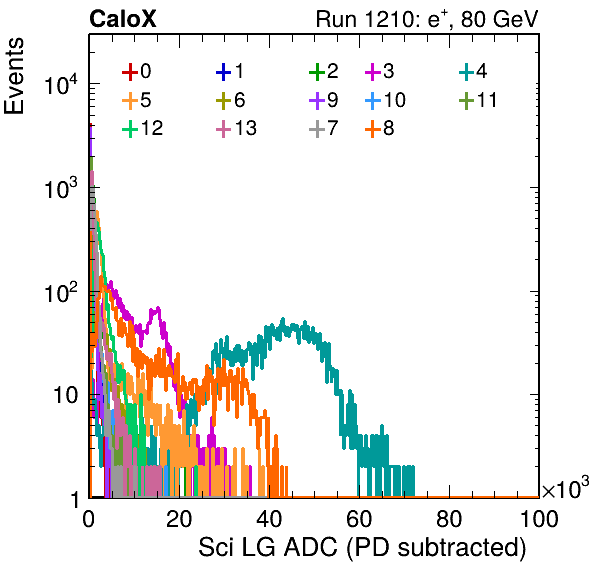 CaloX Run 1210: e⁺, 80 GeV
Events
0 1 2 3 4
5 6 9 10 11
12 13 7 8
10⁴
10³
10²
10
1
0 20 40 60 80 100
×10³
Sci LG ADC (PD subtracted)